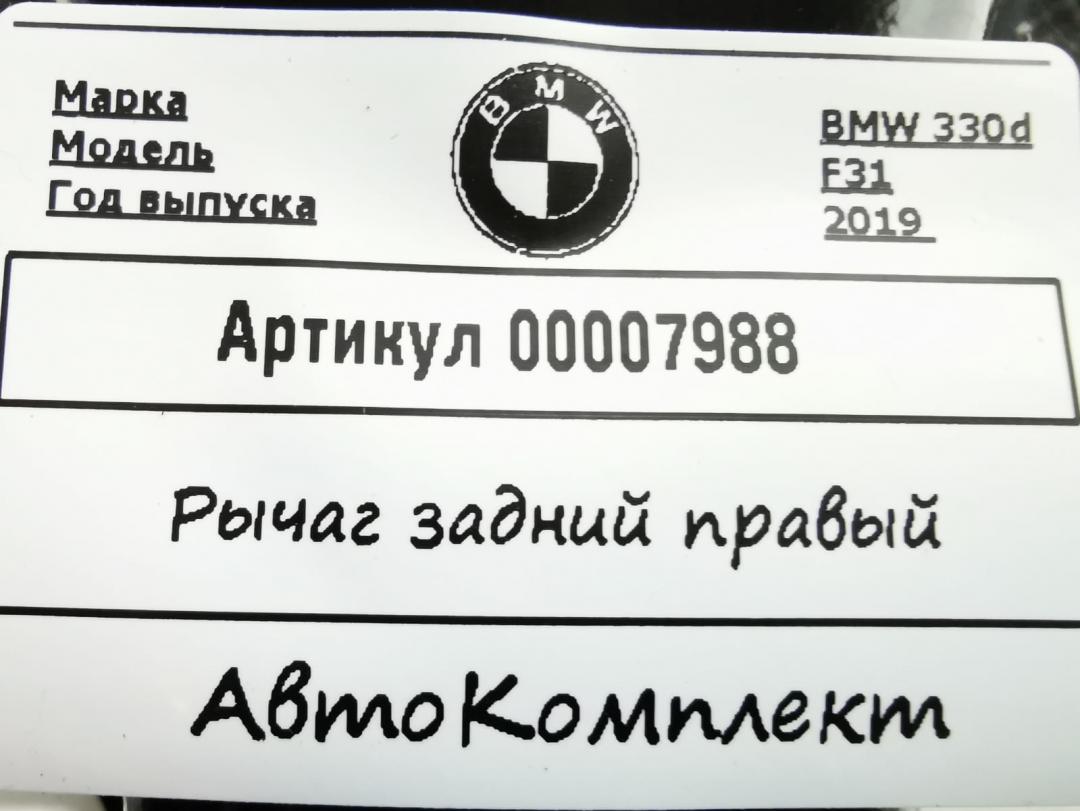 Марка
Модель
Год выпуска
BMW
BMW 330d
F31
2019
Артикул 00007988
Рычаг задний правый
АвтоКомплект